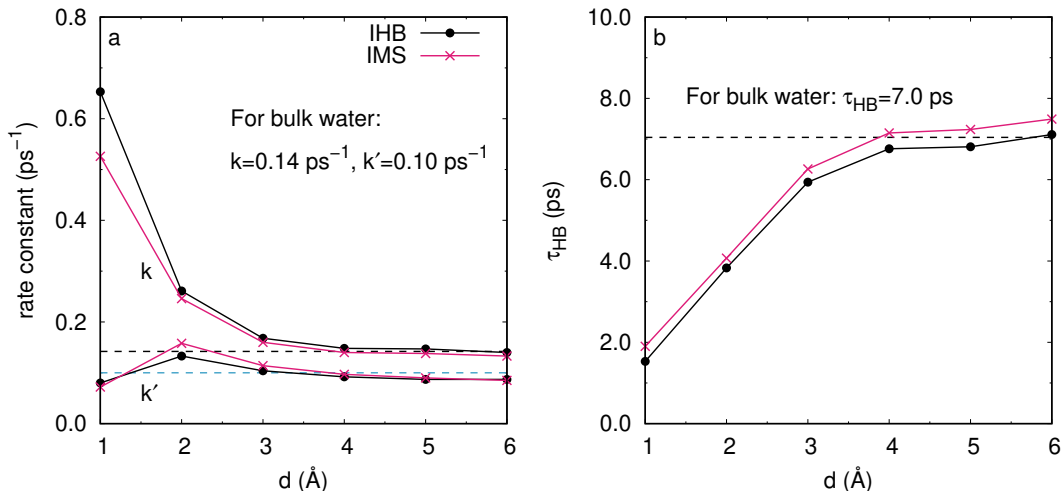 a
IHB
IMS
For bulk water:
k=0.14 ps⁻¹, k′=0.10 ps⁻¹
k
k′
rate constant (ps⁻¹)
0.8
0.6
0.4
0.2
0.0
1 2 3 4 5 6
d (Å)
b
For bulk water: τ_HB=7.0 ps
τ_HB (ps)
10.0
8.0
6.0
4.0
2.0
0.0
1 2 3 4 5 6
d (Å)